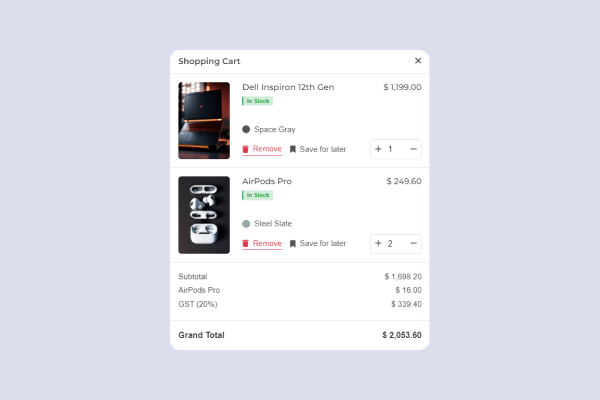 Shopping Cart
Dell Inspiron 12th Gen $ 1,199.00
In Stock
Space Gray
Remove Save for later + 1 −
AirPods Pro $ 249.60
In Stock
Steel Slate
Remove Save for later + 2 −
Subtotal $ 1,698.20
AirPods Pro $ 16.00
GST (20%) $ 339.40
Grand Total $ 2,053.60